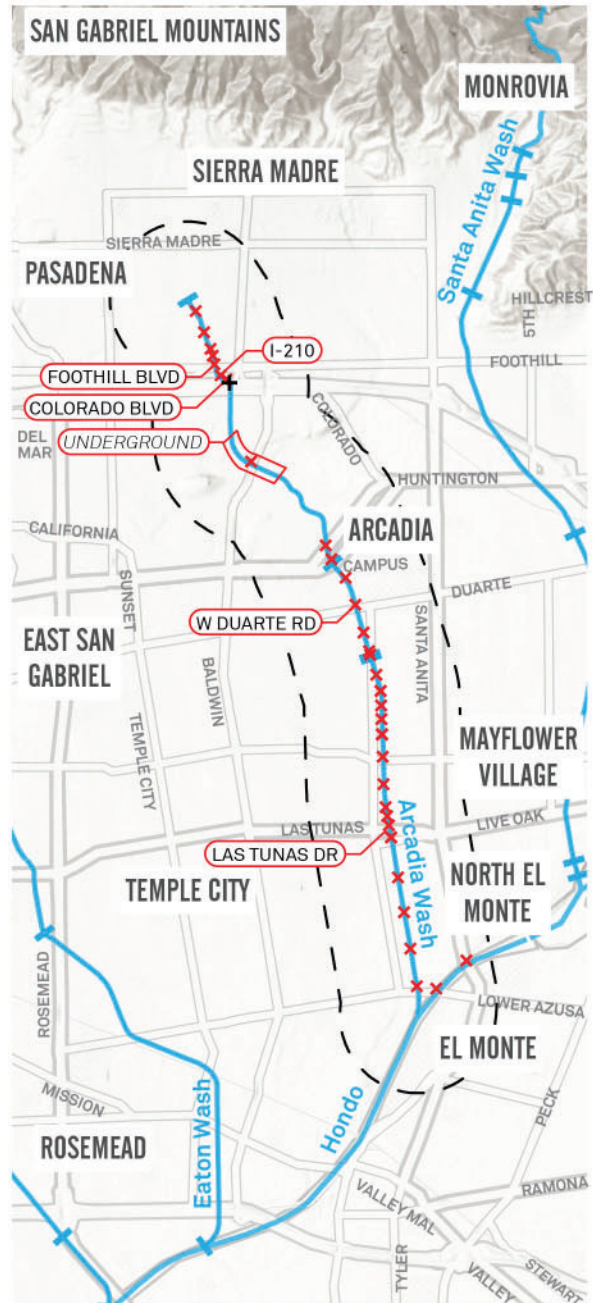 SAN GABRIEL MOUNTAINS
MONROVIA
Santa Anita Wash
SIERRA MADRE
SIERRA MADRE
PASADENA
HILLCREST
5TH
I-210
FOOTHILL
FOOTHILL BLVD
COLORADO BLVD
COLORADO
DEL
MAR
UNDERGROUND
HUNTINGTON
CALIFORNIA
ARCADIA
CAMPUS
DUARTE
SUNSET
W DUARTE RD
SANTA ANITA
EAST SAN
GABRIEL
BALDWIN
TEMPLE CITY
MAYFLOWER
VILLAGE
Arcadia Wash
LAS TUNAS
LIVE OAK
LAS TUNAS DR
TEMPLE CITY
NORTH EL
MONTE
ROSEMEAD
LOWER AZUSA
EL MONTE
MISSION
Eaton Wash
Hondo
PECK
ROSEMEAD
VALLEY MAL
RAMONA
TYLER
VALLEY
STEWART